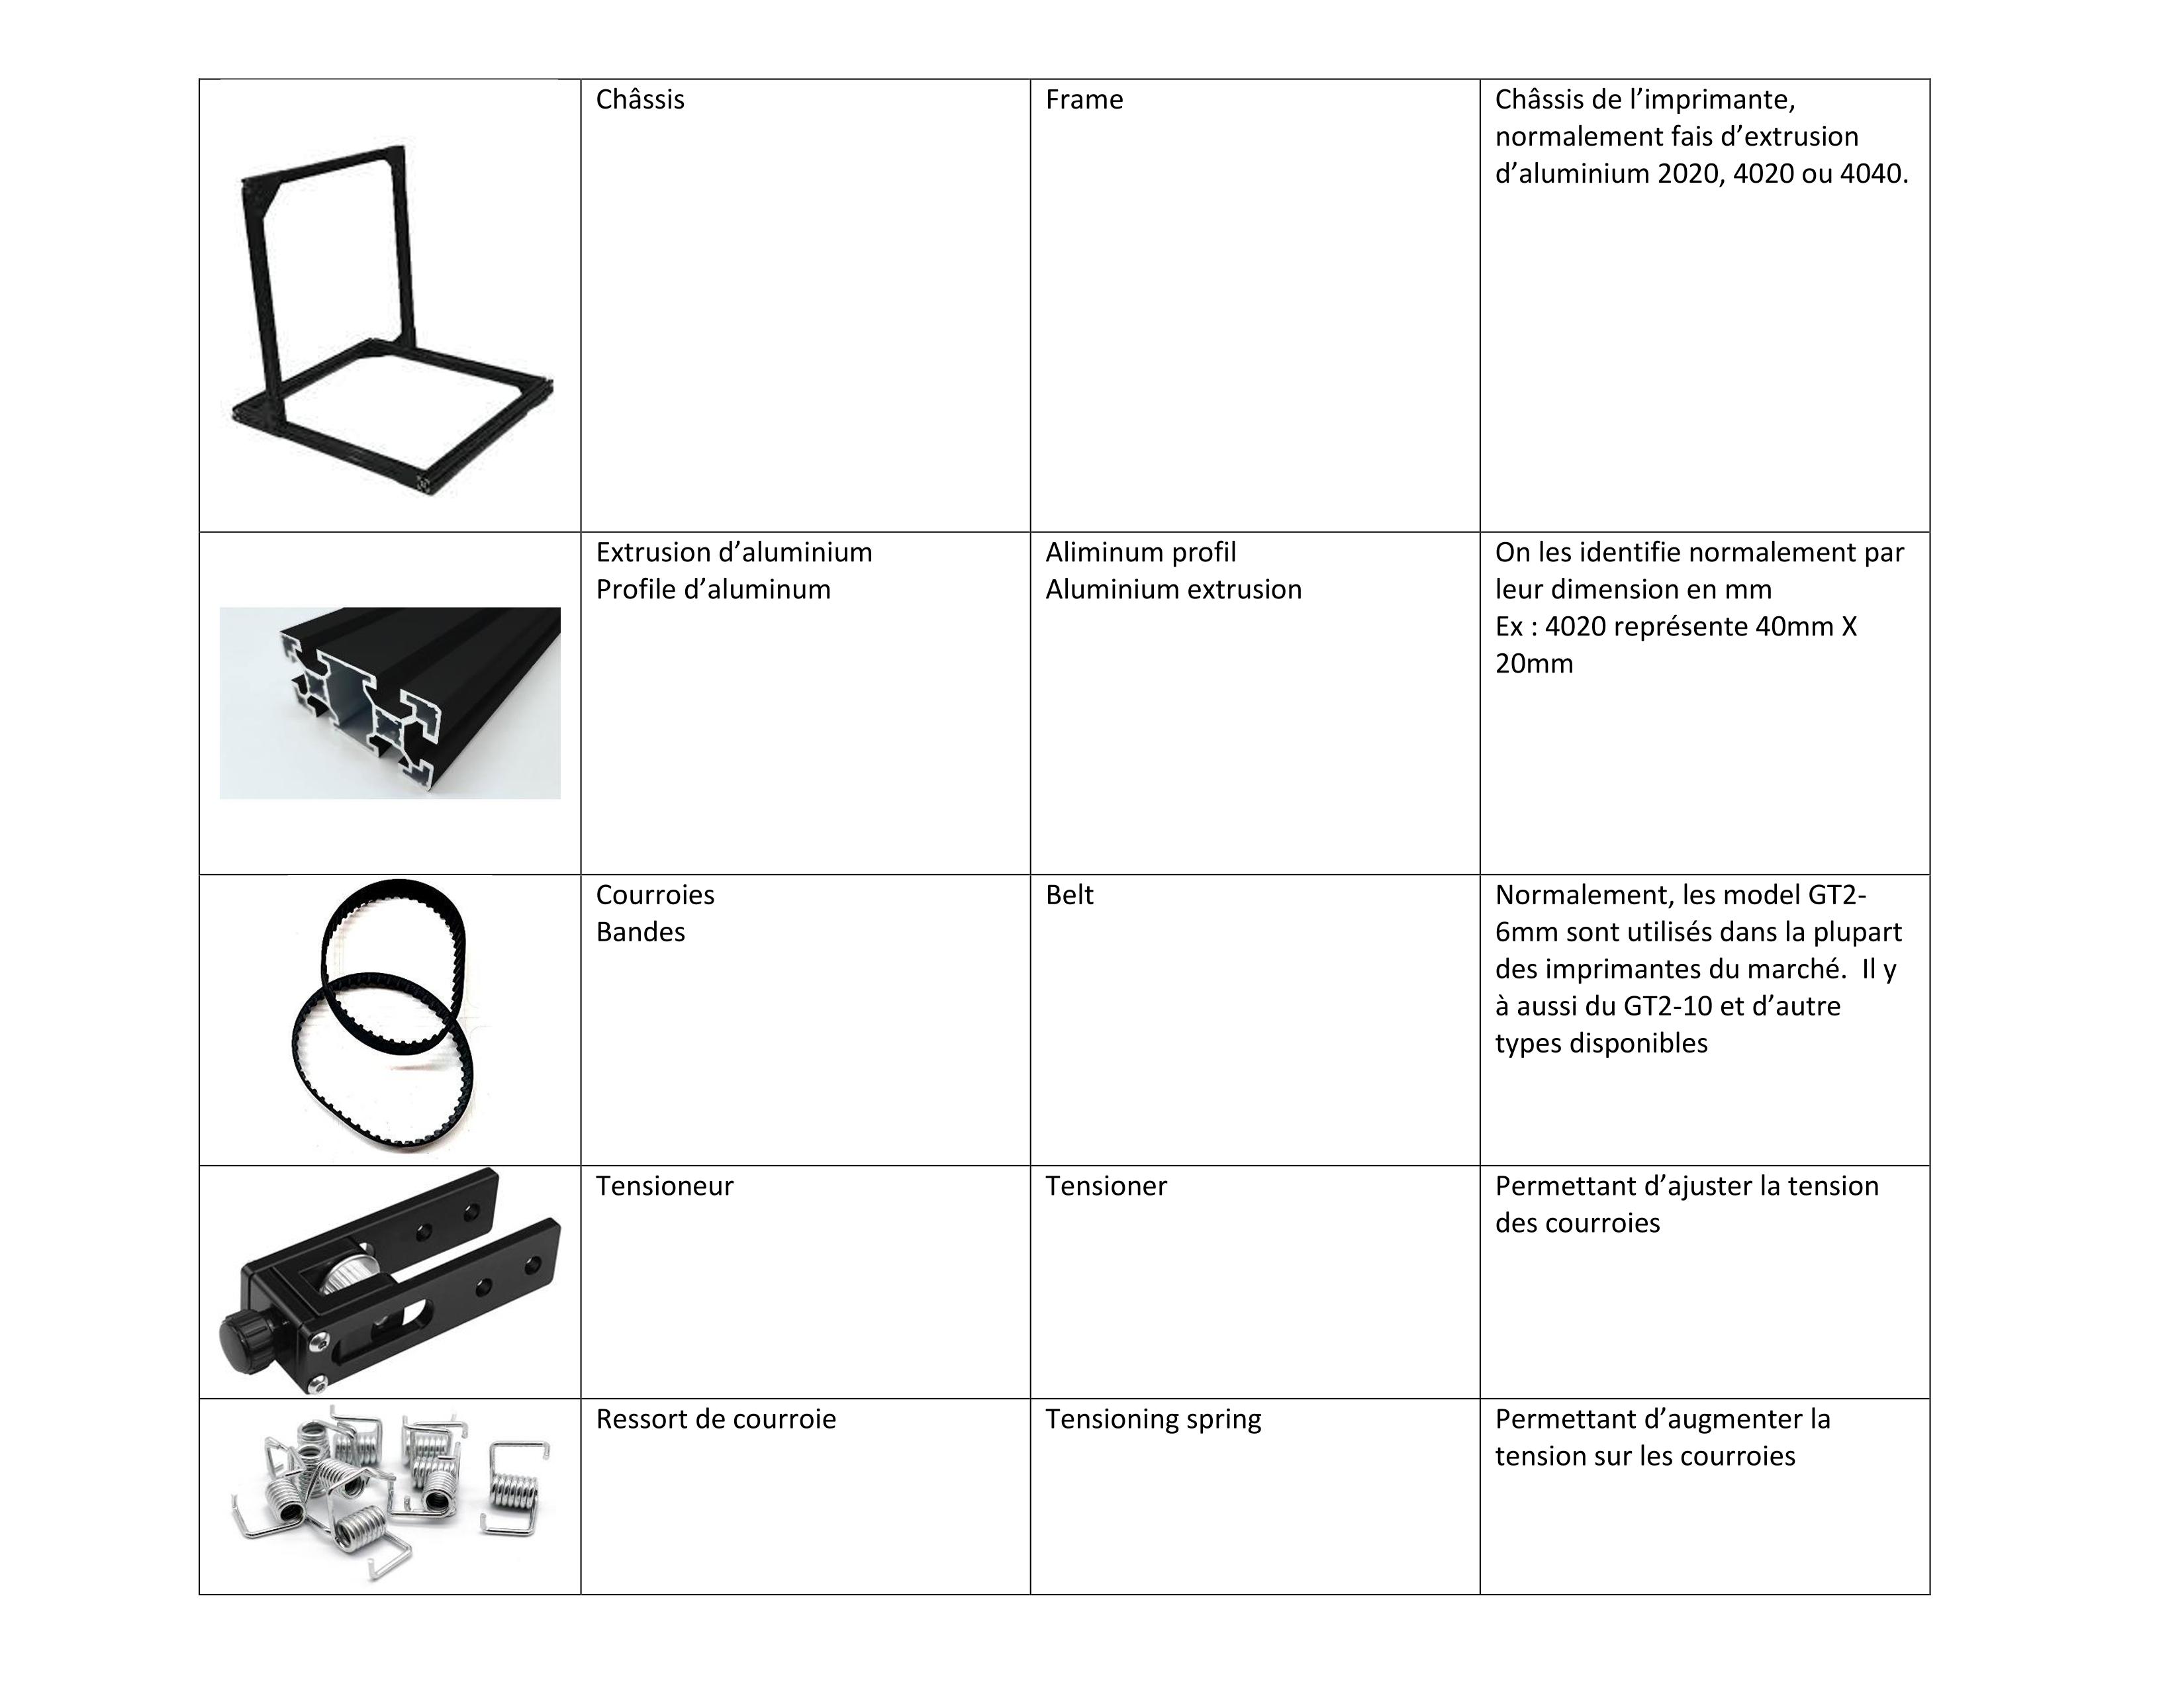 Châssis
Frame
Châssis de l’imprimante,
normalement fais d’extrusion
d’aluminium 2020, 4020 ou 4040.
Extrusion d’aluminium
Profile d’aluminum
Aliminum profil
Aluminium extrusion
On les identifie normalement par
leur dimension en mm
Ex : 4020 représente 40mm X
20mm
Courroies
Bandes
Belt
Normalement, les model GT2-
6mm sont utilisés dans la plupart
des imprimantes du marché.  Il y
à aussi du GT2-10 et d’autre
types disponibles
Tensioneur
Tensioner
Permettant d’ajuster la tension
des courroies
Ressort de courroie
Tensioning spring
Permettant d’augmenter la
tension sur les courroies